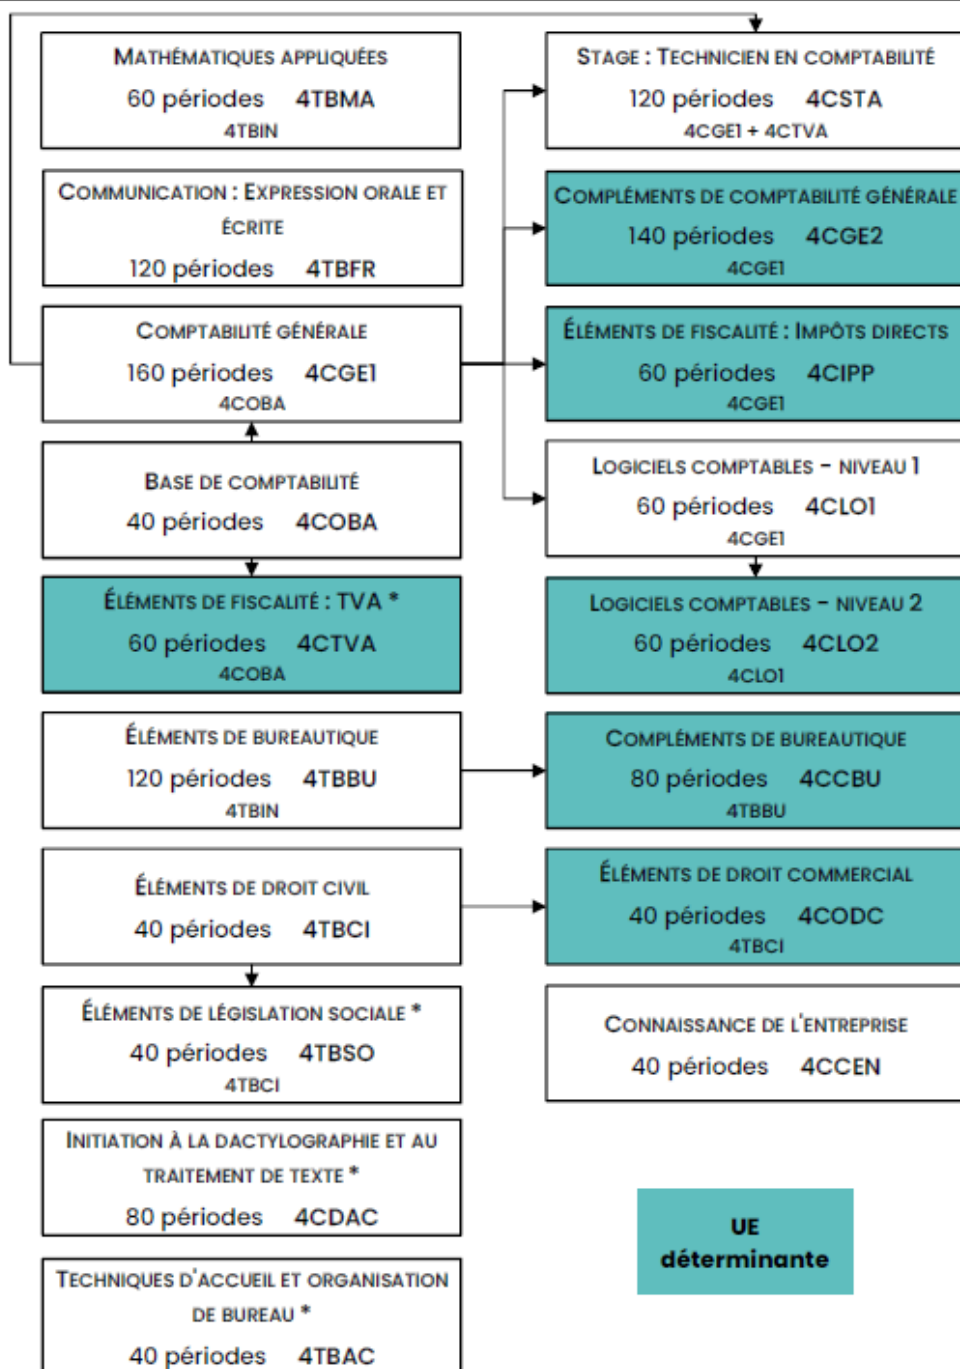 MATHÉMATIQUES APPLIQUÉES
60 périodes 4TBMA
4TBIN
COMMUNICATION : EXPRESSION ORALE ET
ÉCRITE
120 périodes 4TBFR
COMPTABILITÉ GÉNÉRALE
160 périodes 4CGE1
4COBA
BASE DE COMPTABILITÉ
40 périodes 4COBA
ÉLÉMENTS DE FISCALITÉ : TVA *
60 périodes 4CTVA
4COBA
ÉLÉMENTS DE BUREAUTIQUE
120 périodes 4TBBU
4TBIN
ÉLÉMENTS DE DROIT CIVIL
40 périodes 4TBCI
ÉLÉMENTS DE LÉGISLATION SOCIALE *
40 périodes 4TBSO
4TBCI
INITIATION À LA DACTYLOGRAPHIE ET AU
TRAITEMENT DE TEXTE *
80 périodes 4CDAC
TECHNIQUES D'ACCUEIL ET ORGANISATION
DE BUREAU *
40 périodes 4TBAC
STAGE : TECHNICIEN EN COMPTABILITÉ
120 périodes 4CSTA
4CGE1 + 4CTVA
COMPLÉMENTS DE COMPTABILITÉ GÉNÉRALE
140 périodes 4CGE2
4CGE1
ÉLÉMENTS DE FISCALITÉ : IMPÔTS DIRECTS
60 périodes 4CIPP
4CGE1
LOGICIELS COMPTABLES - NIVEAU 1
60 périodes 4CLO1
4CGE1
LOGICIELS COMPTABLES - NIVEAU 2
60 périodes 4CLO2
4CLO1
COMPLÉMENTS DE BUREAUTIQUE
80 périodes 4CCBU
4TBBU
ÉLÉMENTS DE DROIT COMMERCIAL
40 périodes 4CODC
4TBCI
CONNAISSANCE DE L'ENTREPRISE
40 périodes 4CCEN
UE
déterminante